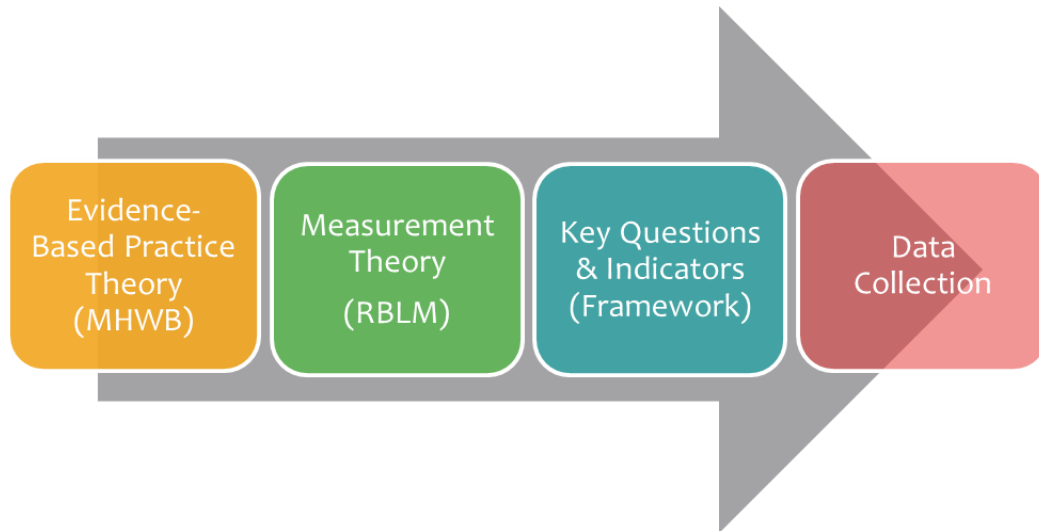 Evidence-
Based Practice
Theory
(MHWB)
Measurement
Theory
(RBLM)
Key Questions
& Indicators
(Framework)
Data
Collection